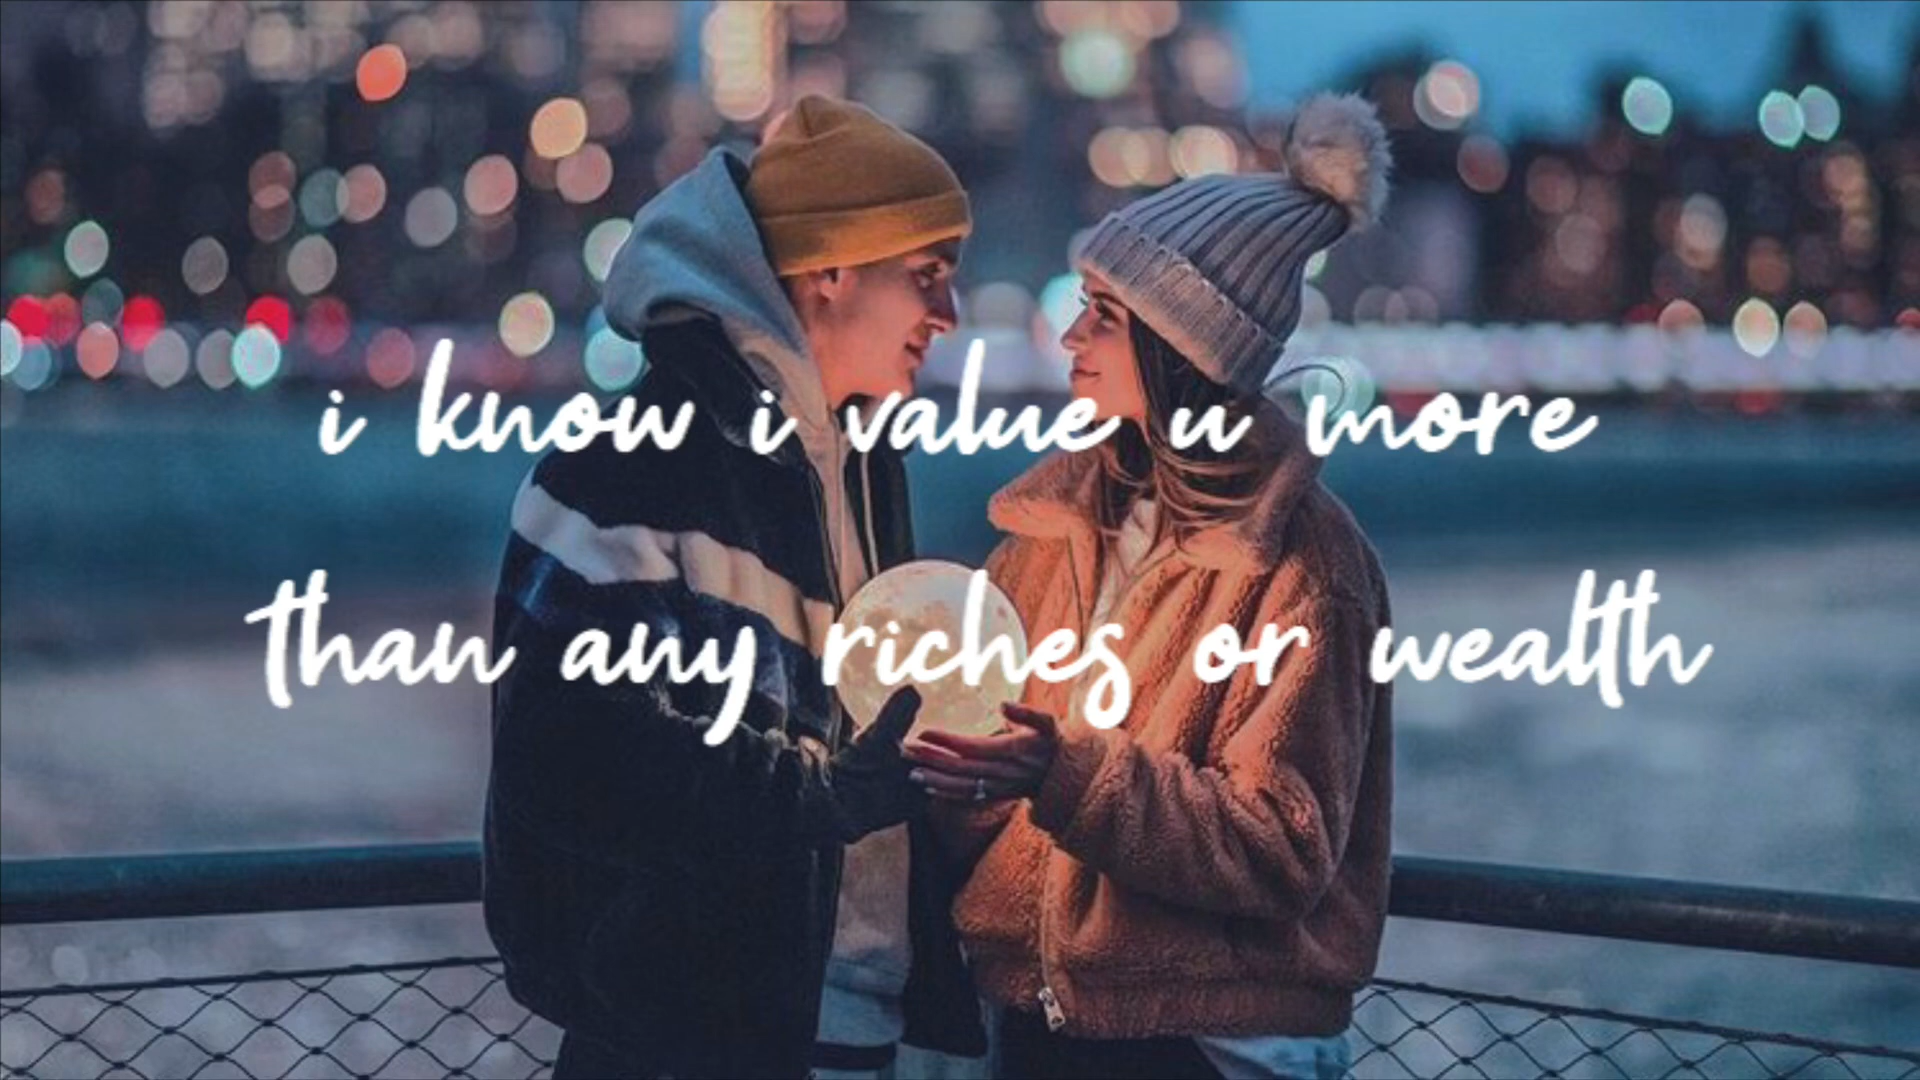 i know i value u more
than any riches or wealth